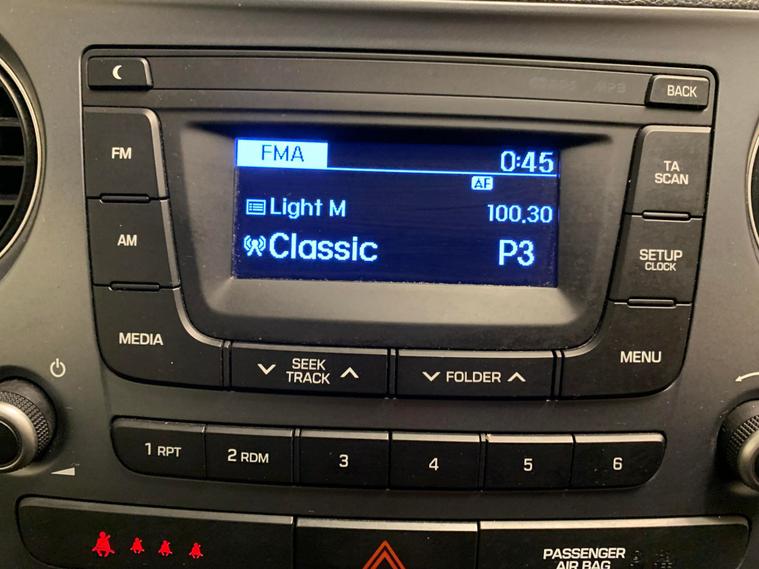 BACK
FM
FMA
0:45
TA
SCAN
AF
Light M
100.30
AM
Classic
P3
SETUP
CLOCK
MEDIA
SEEK
TRACK
FOLDER
MENU
1 RPT
2 RDM
3
4
5
6
PASSENGER
AIR BAG